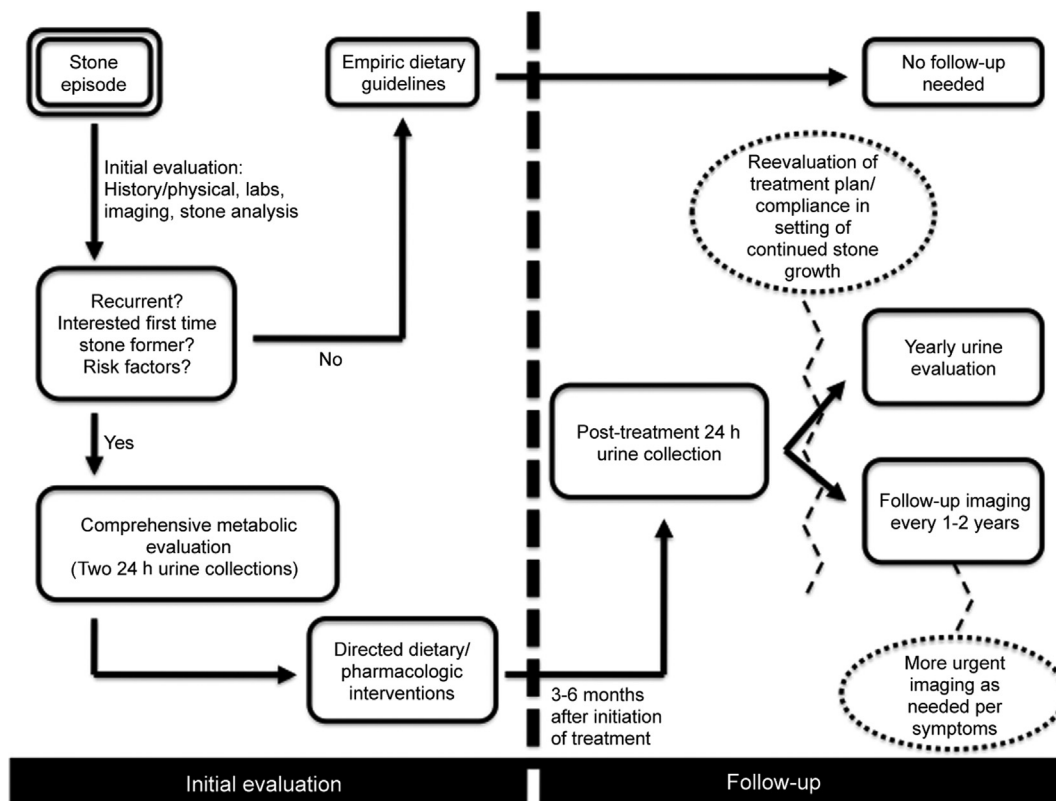 Stone
episode
Initial evaluation:
History/physical, labs,
imaging, stone analysis
Recurrent?
Interested first time
stone former?
Risk factors?
No
Empiric dietary
guidelines
Yes
Comprehensive metabolic
evaluation
(Two 24 h urine collections)
Directed dietary/
pharmacologic
interventions
3-6 months
after initiation
of treatment
No follow-up
needed
Reevaluation of
treatment plan/
compliance in
setting of
continued stone
growth
Post-treatment 24 h
urine collection
Yearly urine
evaluation
Follow-up imaging
every 1-2 years
More urgent
imaging as
needed per
symptoms
Initial evaluation
Follow-up